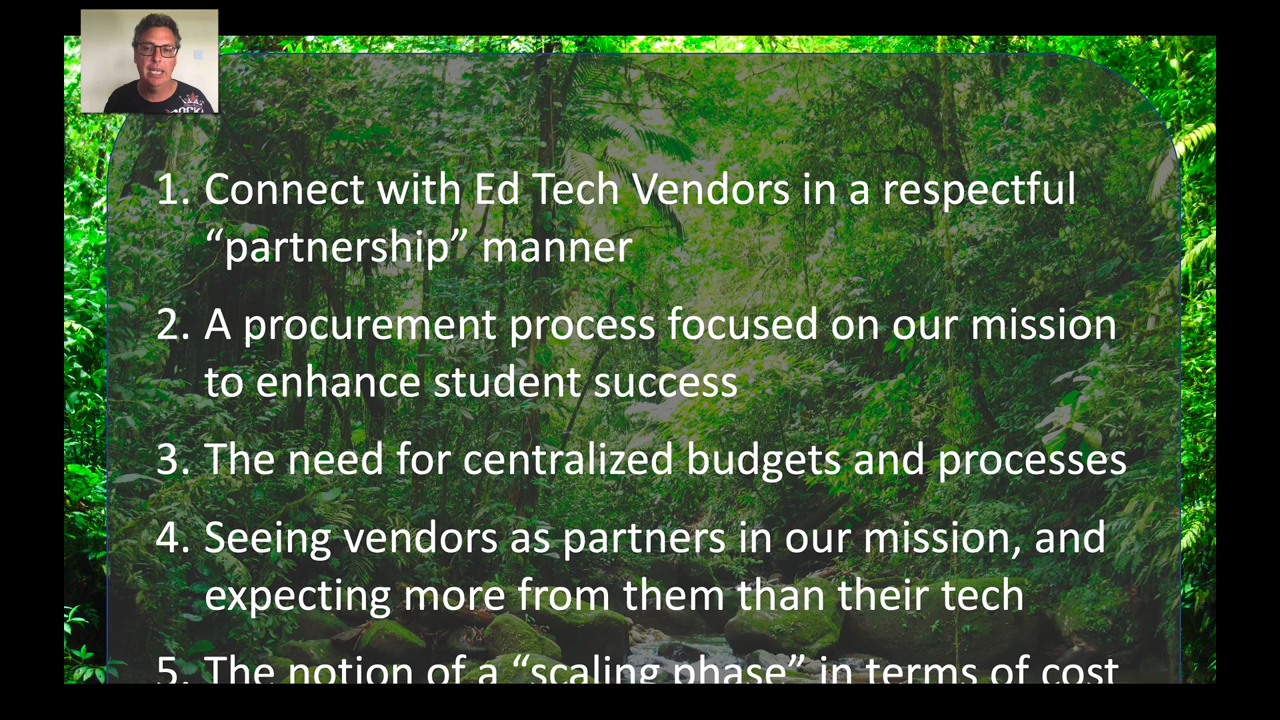 1. Connect with Ed Tech Vendors in a respectful
“partnership” manner
2. A procurement process focused on our mission
to enhance student success
3. The need for centralized budgets and processes
4. Seeing vendors as partners in our mission, and
expecting more from them than their tech
5. The notion of a “scaling phase” in terms of cost